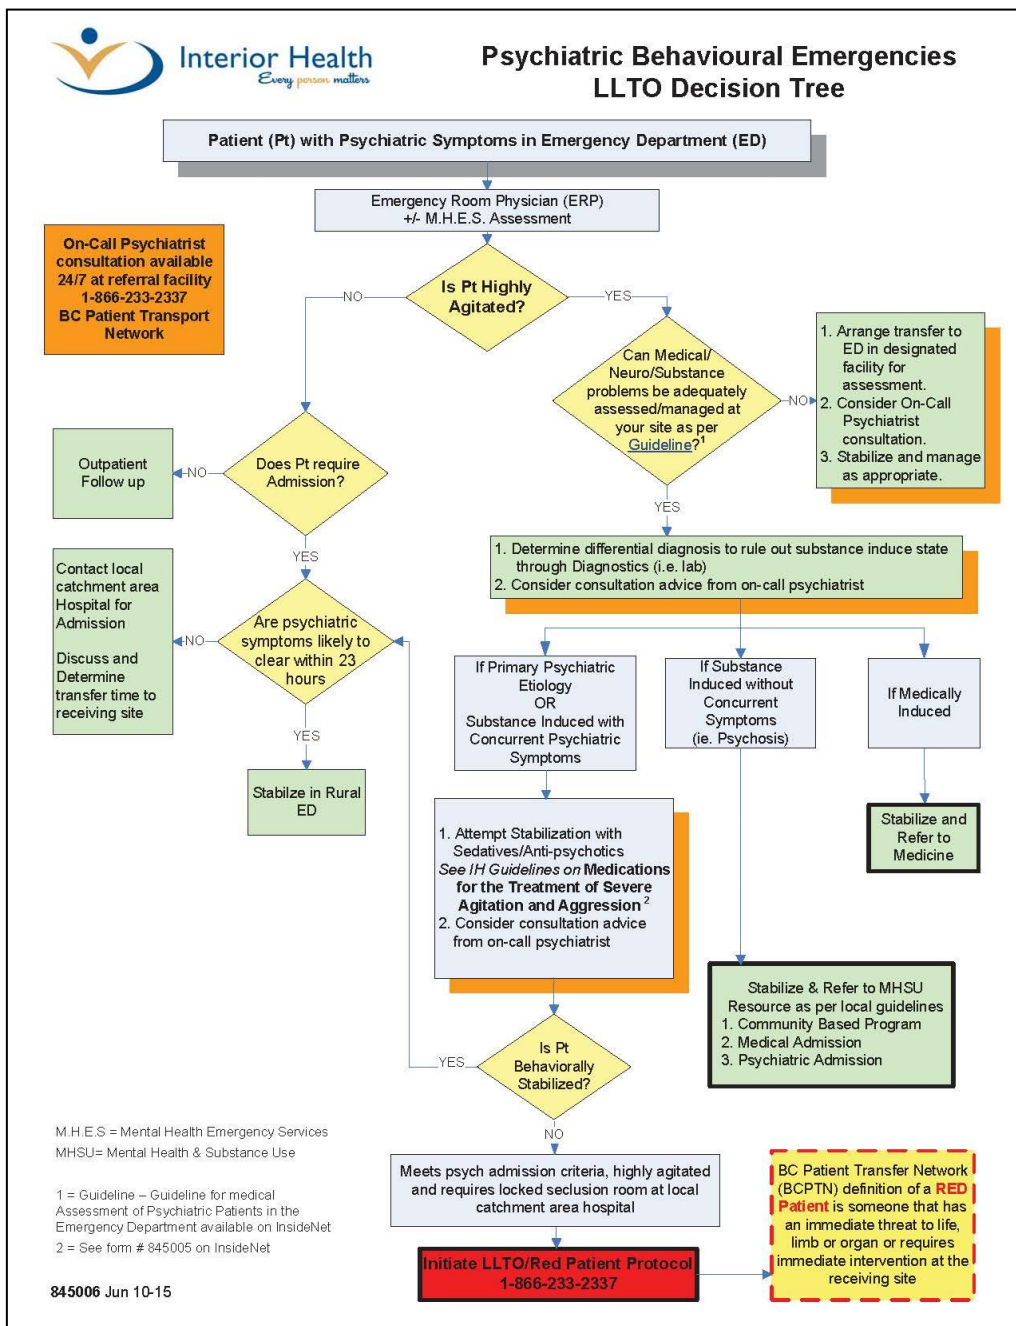 Interior Health
Every person matters
Psychiatric Behavioural Emergencies
LLTO Decision Tree
Patient (Pt) with Psychiatric Symptoms in Emergency Department (ED)
Emergency Room Physician (ERP)
+/- M.H.E.S. Assessment
On-Call Psychiatrist
consultation available
24/7 at referral facility
1-866-233-2337
BC Patient Transport
Network
Is Pt Highly
Agitated?
NO
YES
Can Medical/
Neuro/Substance
problems be adequately
assessed/managed at
your site as per
Guideline?1
NO
1. Arrange transfer to
ED in designated
facility for
assessment.
2. Consider On-Call
Psychiatrist
consultation.
3. Stabilize and manage
as appropriate.
YES
Does Pt require
Admission?
NO
Outpatient
Follow up
YES
1. Determine differential diagnosis to rule out substance induce state
through Diagnostics (i.e. lab)
2. Consider consultation advice from on-call psychiatrist
Contact local
catchment area
Hospital for
Admission
Discuss and
Determine
transfer time to
receiving site
NO
Are psychiatric
symptoms likely to
clear within 23
hours
YES
Stabilze in Rural
ED
If Primary Psychiatric
Etiology
OR
Substance Induced with
Concurrent Psychiatric
Symptoms
If Substance
Induced without
Concurrent
Symptoms
(ie. Psychosis)
If Medically
Induced
Stabilize and
Refer to
Medicine
1. Attempt Stabilization with
Sedatives/Anti-psychotics
See IH Guidelines on Medications
for the Treatment of Severe
Agitation and Aggression 2
2. Consider consultation advice
from on-call psychiatrist
Stabilize & Refer to MHSU
Resource as per local guidelines
1. Community Based Program
2. Medical Admission
3. Psychiatric Admission
Is Pt
Behaviorally
Stabilized?
YES
NO
Meets psych admission criteria, highly agitated
and requires locked seclusion room at local
catchment area hospital
Initiate LLTO/Red Patient Protocol
1-866-233-2337
BC Patient Transfer Network
(BCPTN) definition of a RED
Patient is someone that has
an immediate threat to life,
limb or organ or requires
immediate intervention at the
receiving site
M.H.E.S = Mental Health Emergency Services
MHSU= Mental Health & Substance Use
1 = Guideline – Guideline for medical
Assessment of Psychiatric Patients in the
Emergency Department available on InsideNet
2 = See form # 845005 on InsideNet
845006 Jun 10-15